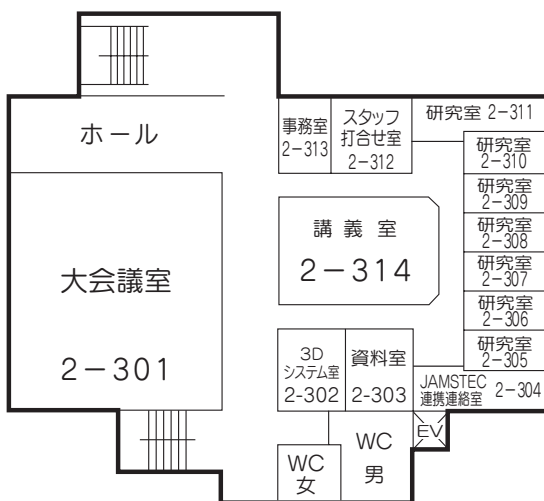 ホール
事務室
2-313
スタッフ
打合せ室
2-312
研究室 2-311
研究室
2-310
研究室
2-309
研究室
2-308
研究室
2-307
研究室
2-306
研究室
2-305
講義室
2-314
大会議室
2-301
3D
システム室
2-302
資料室
2-303
JAMSTEC
連携連絡室 2-304
EV
WC
女
WC
男